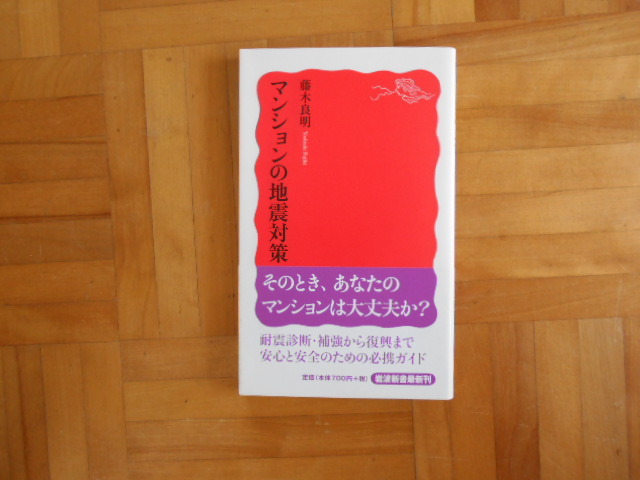 マンションの地震対策
藤木良明
Yoshiaki Fujiki
そのとき、あなたの
マンションは大丈夫か?
耐震診断・補強から復興まで
安心と安全のための必携ガイド
定価(本体700円+税)
岩波新書最新刊